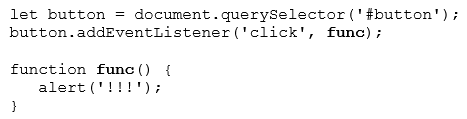 let button = document.querySelector('#button');
button.addEventListener('click', func);

function func() {
   alert('!!!');
}